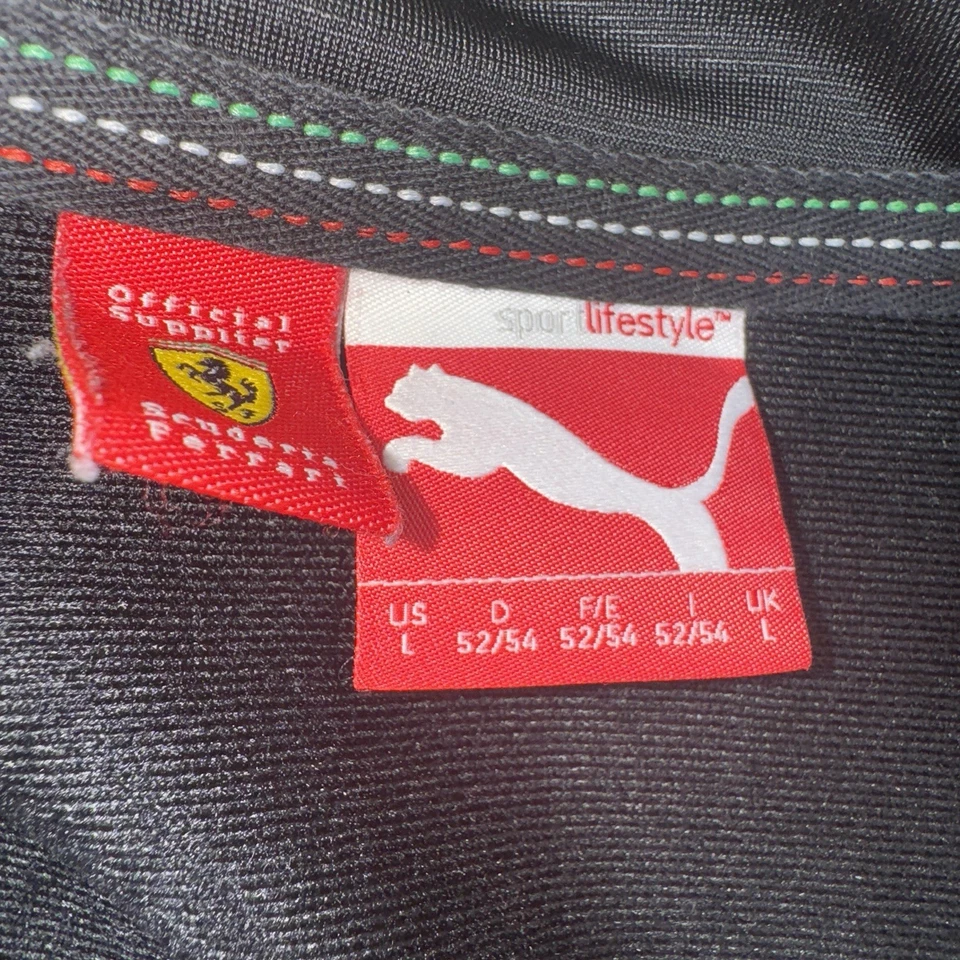 Official
Supplier
Scuderia
Ferrari
sportlifestyle™
US D F/E I UK
L 52/54 52/54 52/54 L